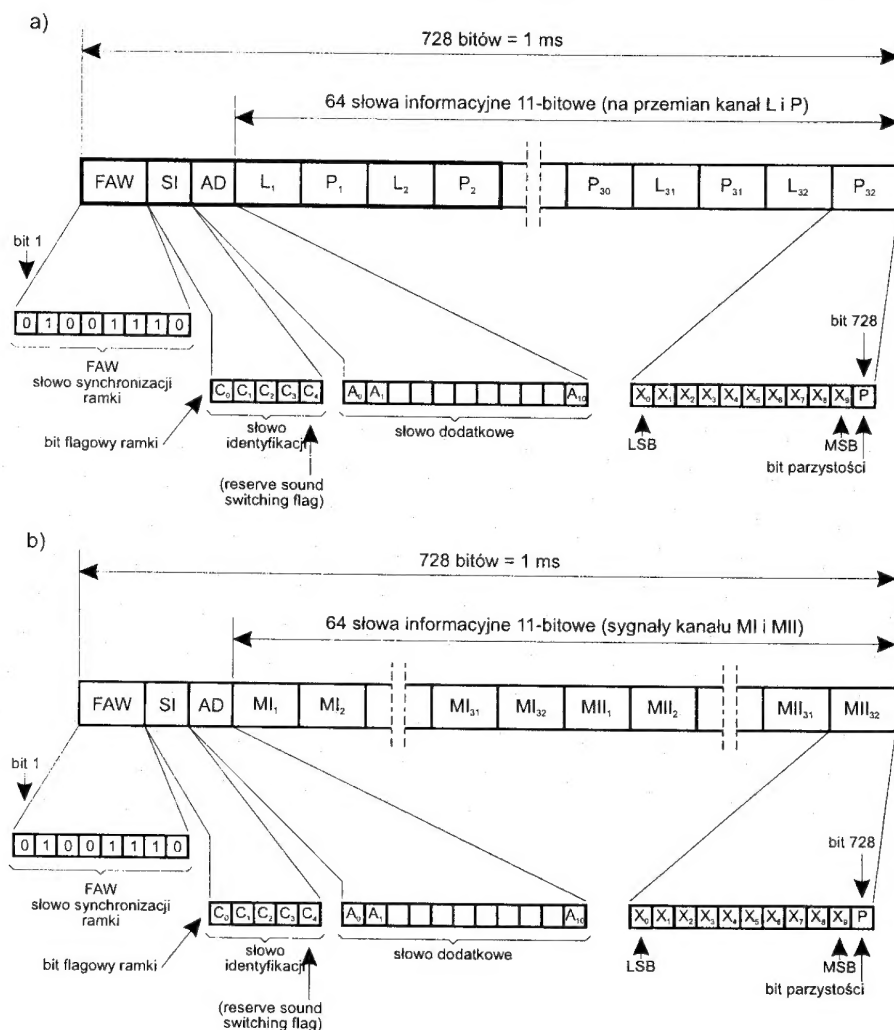 a)
728 bitów = 1 ms
64 słowa informacyjne 11-bitowe (na przemian kanał L i P)
FAW SI AD L₁ P₁ L₂ P₂ P₃₀ L₃₁ P₃₁ L₃₂ P₃₂
bit 1
bit 728
0 1 0 0 1 1 1 0
FAW
słowo synchronizacji
ramki
C₀ C₁ C₂ C₃ C₄ A₀ A₁ A₁₀ X₀ X₁ X₂ X₃ X₄ X₅ X₆ X₇ X₈ X₉ P
bit flagowy ramki
słowo
identyfikacji
słowo dodatkowe
LSB
MSB
bit parzystości
(reserve sound
switching flag)
b)
728 bitów = 1 ms
64 słowa informacyjne 11-bitowe (sygnały kanału MI i MII)
FAW SI AD MI₁ MI₂ MI₃₁ MI₃₂ MII₁ MII₂ MII₃₁ MII₃₂
bit 1
bit 728
0 1 0 0 1 1 1 0
FAW
słowo synchronizacji
ramki
C₀ C₁ C₂ C₃ C₄ A₀ A₁ A₁₀ X₀ X₁ X₂ X₃ X₄ X₅ X₆ X₇ X₈ X₉ P
bit flagowy ramki
słowo
identyfikacji
słowo dodatkowe
LSB
MSB
bit parzystości
(reserve sound
switching flag)